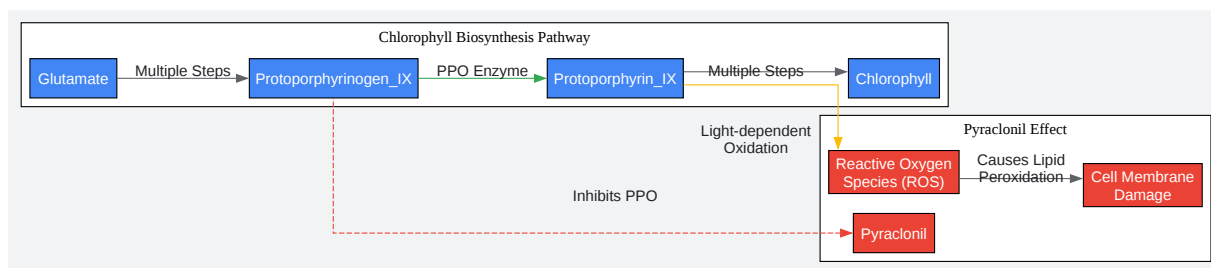 Chlorophyll Biosynthesis Pathway
Glutamate
Multiple Steps
Protoporphyrinogen_IX
PPO Enzyme
Protoporphyrin_IX
Multiple Steps
Chlorophyll
Light-dependent
Oxidation
Pyraclonil Effect
Reactive Oxygen
Species (ROS)
Causes Lipid
Peroxidation
Cell Membrane
Damage
Inhibits PPO
Pyraclonil